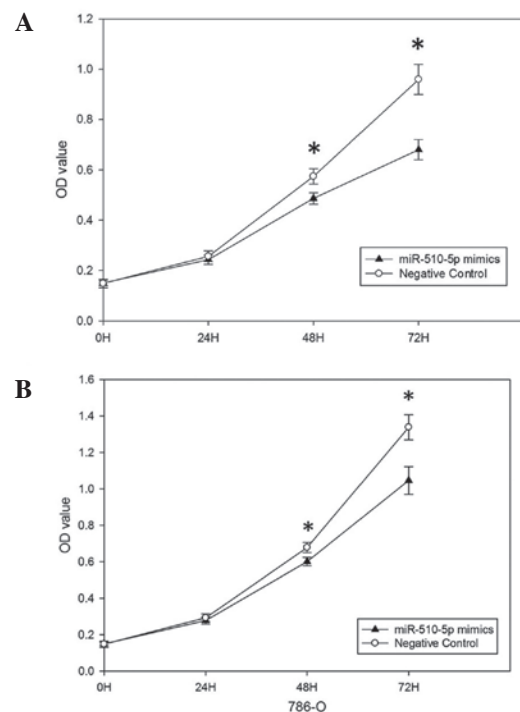 A
1.2
*
1.0
0.8
*
OD value
0.6
0.4
miR-510-5p mimics
Negative Control
0.2
0.0
0H 24H 48H 72H
B
1.6
*
1.4
1.2
1.0
OD value
0.8
*
0.6
0.4
miR-510-5p mimics
Negative Control
0.2
0.0
0H 24H 48H 72H
786-O